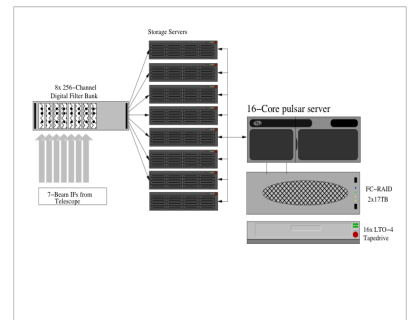 Storage Servers
8x 256-Channel
Digital Filter Bank
16-Core pulsar server
7-Beam IFs from
Telescope
FC-RAID
2x17TB
16x LTO-4
Tapedrive